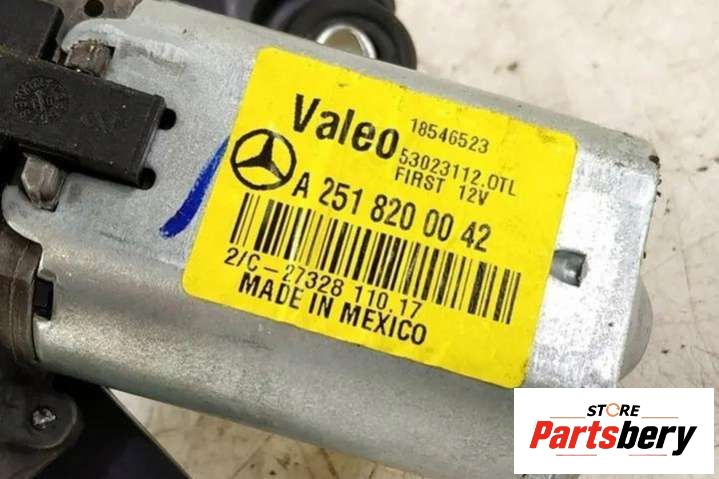 Valeo 18546523
53023112.OTL
FIRST 12V
A 251 820 00 42
2/C-27328 110.17
MADE IN MEXICO
STORE
Partsbery